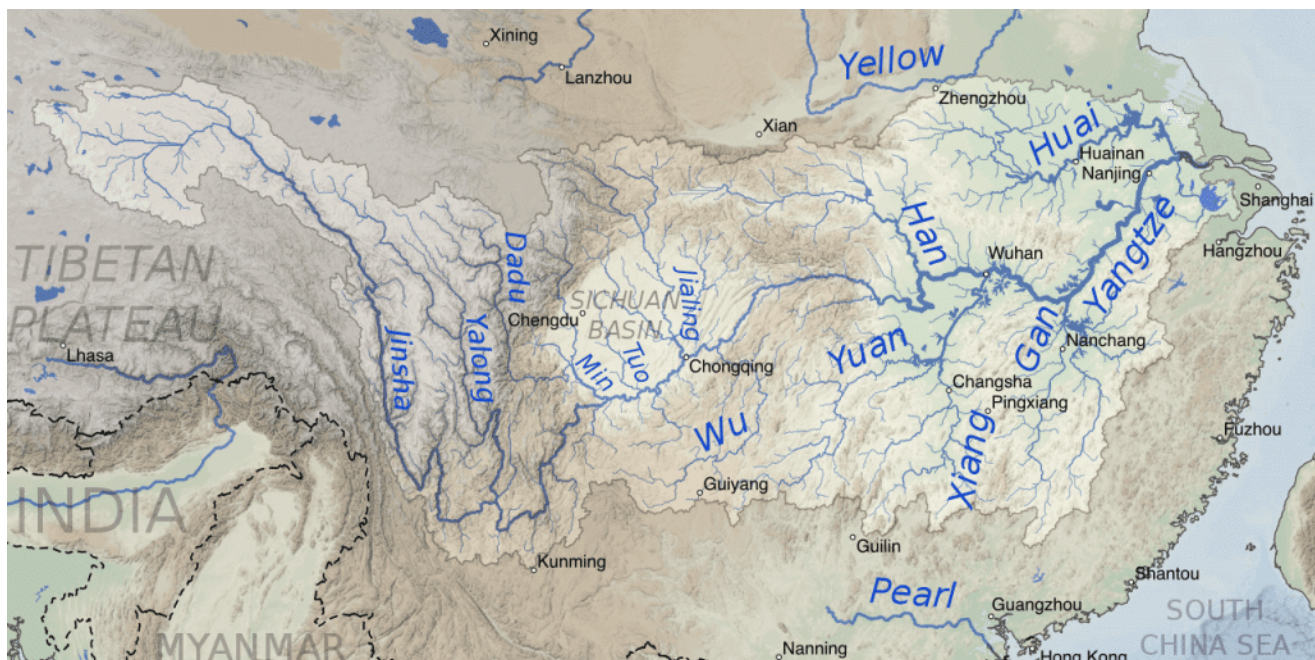 Xining
Lanzhou
Yellow
Zhengzhou
Xian
Huai
Huainan
Nanjing
Shanghai
Hangzhou
TIBETAN
PLATEAU
Lhasa
Jinsha
Yalong
Dadu
Chengdu
SICHUAN
BASIN
Jialing
Min
Tuo
Chongqing
Han
Wuhan
Yangtze
Yuan
Gan
Nanchang
Changsha
Pingxiang
Xiang
Wu
Guiyang
Fuzhou
INDIA
Kunming
Guilin
Pearl
Shantou
Guangzhou
SOUTH
CHINA SEA
MYANMAR
Nanning
Hong Kong